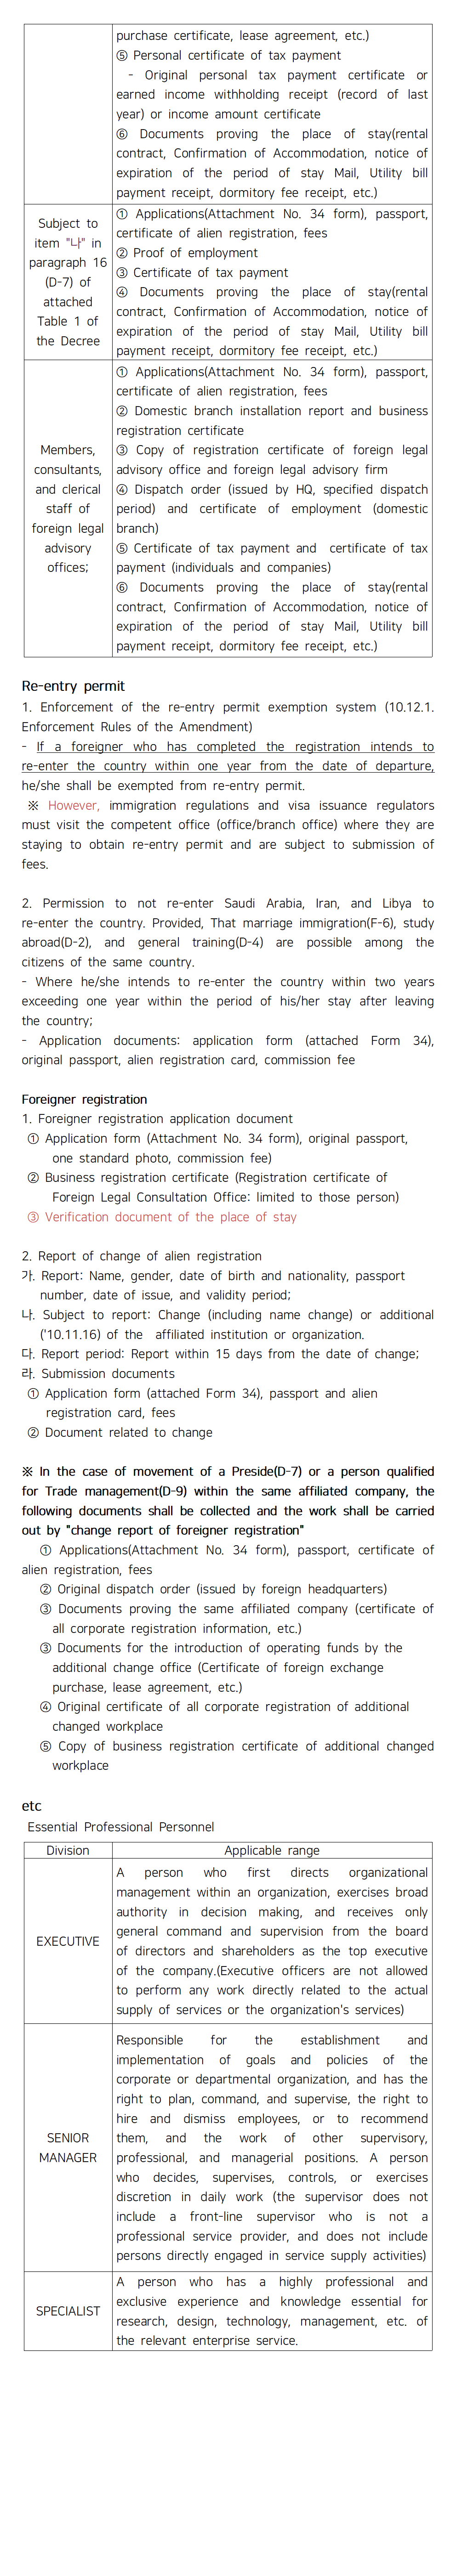 purchase certificate, lease agreement, etc.)
⑤ Personal certificate of tax payment
- Original personal tax payment certificate or
earned income withholding receipt (record of last
year) or income amount certificate
⑥ Documents proving the place of stay(rental
contract, Confirmation of Accommodation, notice of
expiration of the period of stay Mail, Utility bill
payment receipt, dormitory fee receipt, etc.)
Subject to
item "나" in
paragraph 16
(D-7) of
attached
Table 1 of
the Decree
① Applications(Attachment No. 34 form), passport,
certificate of alien registration, fees
② Proof of employment
③ Certificate of tax payment
④ Documents proving the place of stay(rental
contract, Confirmation of Accommodation, notice of
expiration of the period of stay Mail, Utility bill
payment receipt, dormitory fee receipt, etc.)
Members,
consultants,
and clerical
staff of
foreign legal
advisory
offices;
① Applications(Attachment No. 34 form), passport,
certificate of alien registration, fees
② Domestic branch installation report and business
registration certificate
③ Copy of registration certificate of foreign legal
advisory office and foreign legal advisory firm
④ Dispatch order (issued by HQ, specified dispatch
period) and certificate of employment (domestic
branch)
⑤ Certificate of tax payment and certificate of tax
payment (individuals and companies)
⑥ Documents proving the place of stay(rental
contract, Confirmation of Accommodation, notice of
expiration of the period of stay Mail, Utility bill
payment receipt, dormitory fee receipt, etc.)
Re-entry permit
1. Enforcement of the re-entry permit exemption system (10.12.1.
Enforcement Rules of the Amendment)
- If a foreigner who has completed the registration intends to
re-enter the country within one year from the date of departure,
he/she shall be exempted from re-entry permit.
※ However, immigration regulations and visa issuance regulators
must visit the competent office (office/branch office) where they are
staying to obtain re-entry permit and are subject to submission of
fees.
2. Permission to not re-enter Saudi Arabia, Iran, and Libya to
re-enter the country. Provided, That marriage immigration(F-6), study
abroad(D-2), and general training(D-4) are possible among the
citizens of the same country.
- Where he/she intends to re-enter the country within two years
exceeding one year within the period of his/her stay after leaving
the country;
- Application documents: application form (attached Form 34),
original passport, alien registration card, commission fee
Foreigner registration
1. Foreigner registration application document
① Application form (Attachment No. 34 form), original passport,
one standard photo, commission fee)
② Business registration certificate (Registration certificate of
Foreign Legal Consultation Office: limited to those person)
③ Verification document of the place of stay
2. Report of change of alien registration
가. Report: Name, gender, date of birth and nationality, passport
number, date of issue, and validity period;
나. Subject to report: Change (including name change) or additional
('10.11.16) of the affiliated institution or organization.
다. Report period: Report within 15 days from the date of change;
라. Submission documents
① Application form (attached Form 34), passport and alien
registration card, fees
② Document related to change
※ In the case of movement of a Preside(D-7) or a person qualified
for Trade management(D-9) within the same affiliated company, the
following documents shall be collected and the work shall be carried
out by "change report of foreigner registration"
① Applications(Attachment No. 34 form), passport, certificate of
alien registration, fees
② Original dispatch order (issued by foreign headquarters)
③ Documents proving the same affiliated company (certificate of
all corporate registration information, etc.)
③ Documents for the introduction of operating funds by the
additional change office (Certificate of foreign exchange
purchase, lease agreement, etc.)
④ Original certificate of all corporate registration of additional
changed workplace
⑤ Copy of business registration certificate of additional changed
workplace
etc
Essential Professional Personnel
Division
Applicable range
EXECUTIVE
A person who first directs organizational
management within an organization, exercises broad
authority in decision making, and receives only
general command and supervision from the board
of directors and shareholders as the top executive
of the company.(Executive officers are not allowed
to perform any work directly related to the actual
supply of services or the organization's services)
SENIOR
MANAGER
Responsible for the establishment and
implementation of goals and policies of the
corporate or departmental organization, and has the
right to plan, command, and supervise, the right to
hire and dismiss employees, or to recommend
them, and the work of other supervisory,
professional, and managerial positions. A person
who decides, supervises, controls, or exercises
discretion in daily work (the supervisor does not
include a front-line supervisor who is not a
professional service provider, and does not include
persons directly engaged in service supply activities)
SPECIALIST
A person who has a highly professional and
exclusive experience and knowledge essential for
research, design, technology, management, etc. of
the relevant enterprise service.